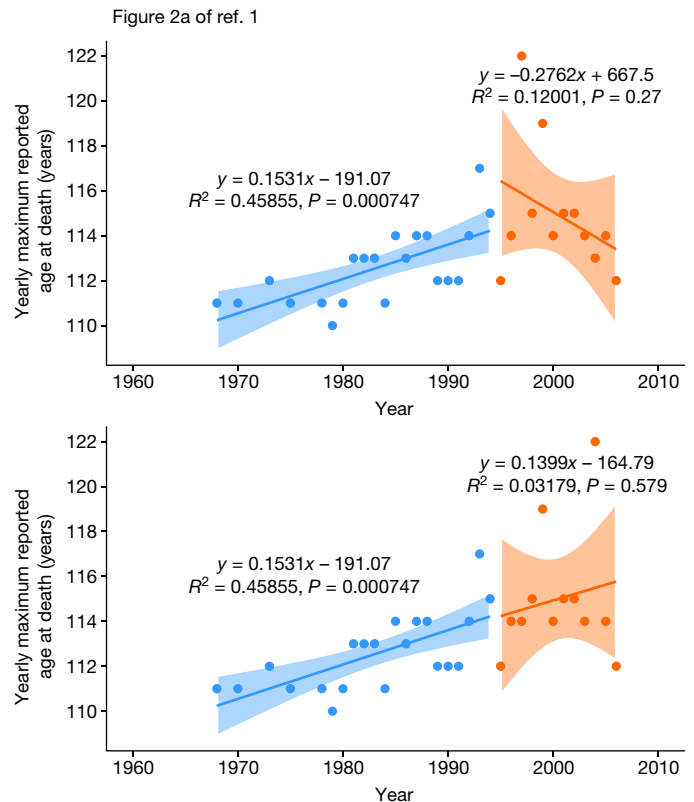 Figure 2a of ref. 1
122
120
118
116
114
112
110
Yearly maximum reported
age at death (years)
y = –0.2762x + 667.5
R² = 0.12001, P = 0.27
y = 0.1531x – 191.07
R² = 0.45855, P = 0.000747
1960
1970
1980
1990
2000
2010
Year
122
120
118
116
114
112
110
Yearly maximum reported
age at death (years)
y = 0.1399x – 164.79
R² = 0.03179, P = 0.579
y = 0.1531x – 191.07
R² = 0.45855, P = 0.000747
1960
1970
1980
1990
2000
2010
Year